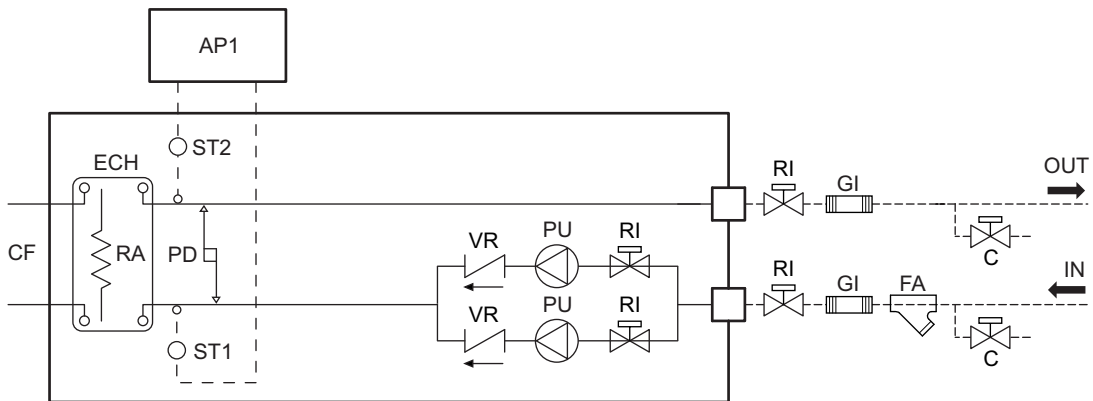 AP1
ST2
ECH
RI
GI
OUT
CF
RA
PD
VR
PU
RI
C
RI
GI
FA
IN
VR
PU
RI
ST1
C